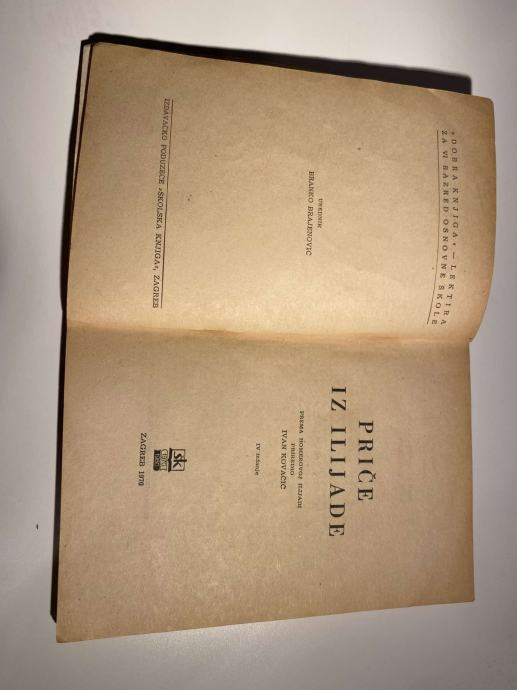 »DOBRA KNJIGA« — LEKTIRA
ZA VI RAZRED OSNOVNE ŠKOLE
UREDNIK
BRANKO BRAJENOVIĆ
IZDAVAČKO PODUZEĆE »ŠKOLSKA KNJIGA«, ZAGREB
PRIČE
IZ ILIJADE
PREMA HOMEROVOJ ILIJADI
PRIREDIO
IVAN KOVAČIĆ
IV izdanje
šk
ZAGREB 1970